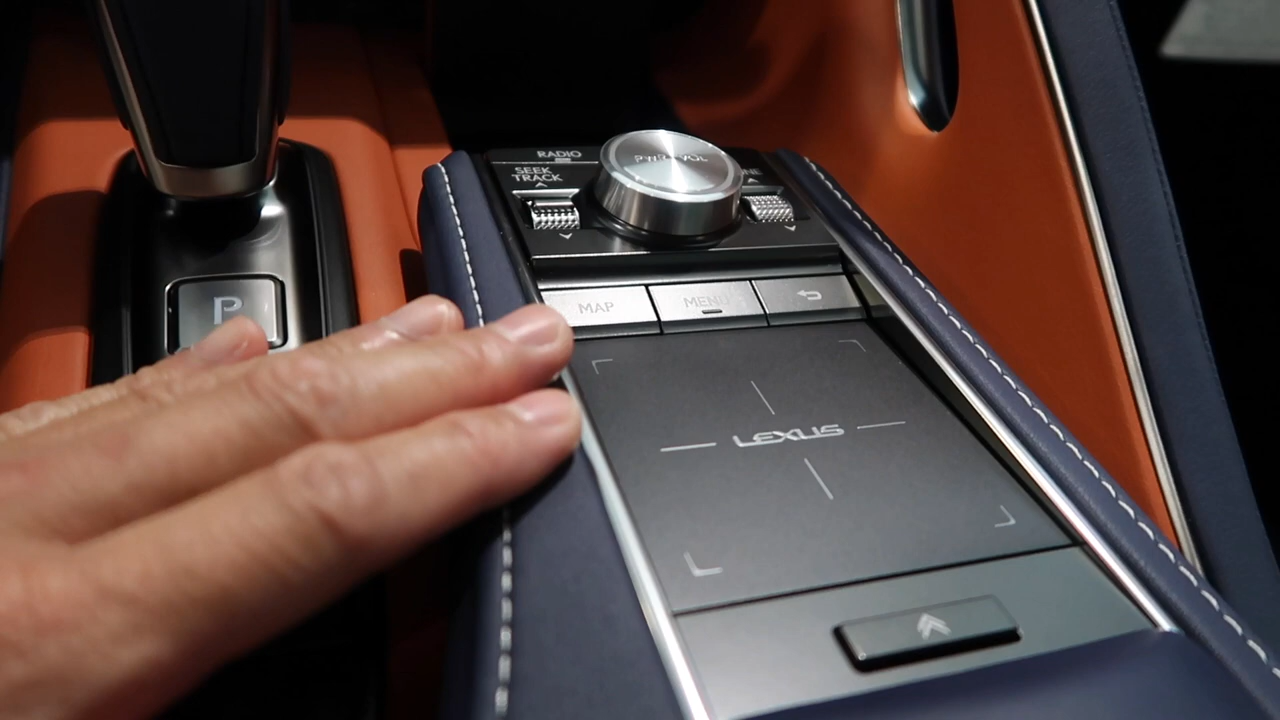 RADIO
SEEK
TRACK
PWR•VOL
P
MAP
MENU
LEXUS